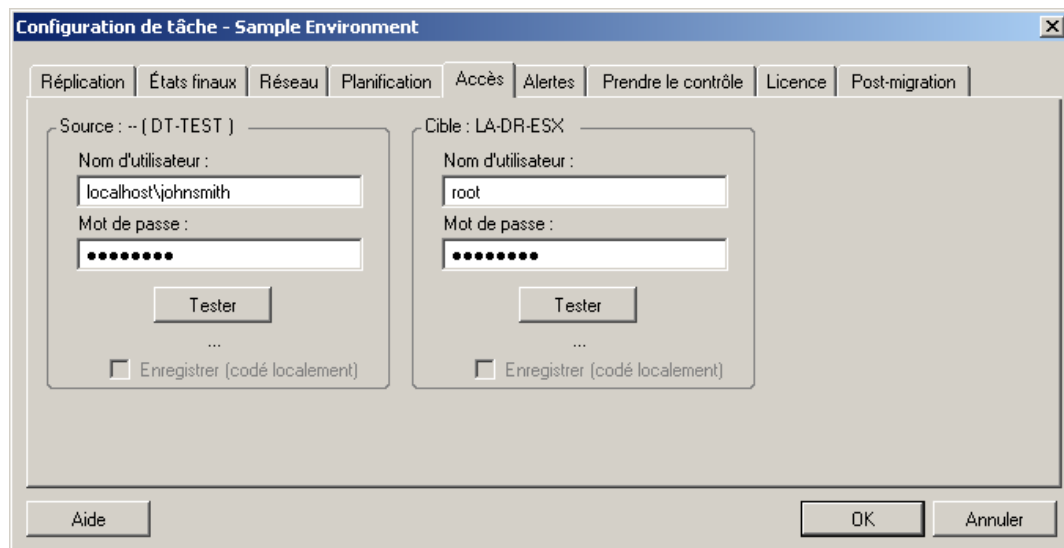 Configuration de tâche - Sample Environment
Réplication États finaux Réseau Planification Accès Alertes Prendre le contrôle Licence Post-migration
Source : -- ( DT-TEST )
Nom d'utilisateur :
localhost\johnsmith
Mot de passe :
●●●●●●●●
Tester
...
Enregistrer (codé localement)
Cible : LA-DR-ESX
Nom d'utilisateur :
root
Mot de passe :
●●●●●●●●
Tester
...
Enregistrer (codé localement)
Aide OK Annuler